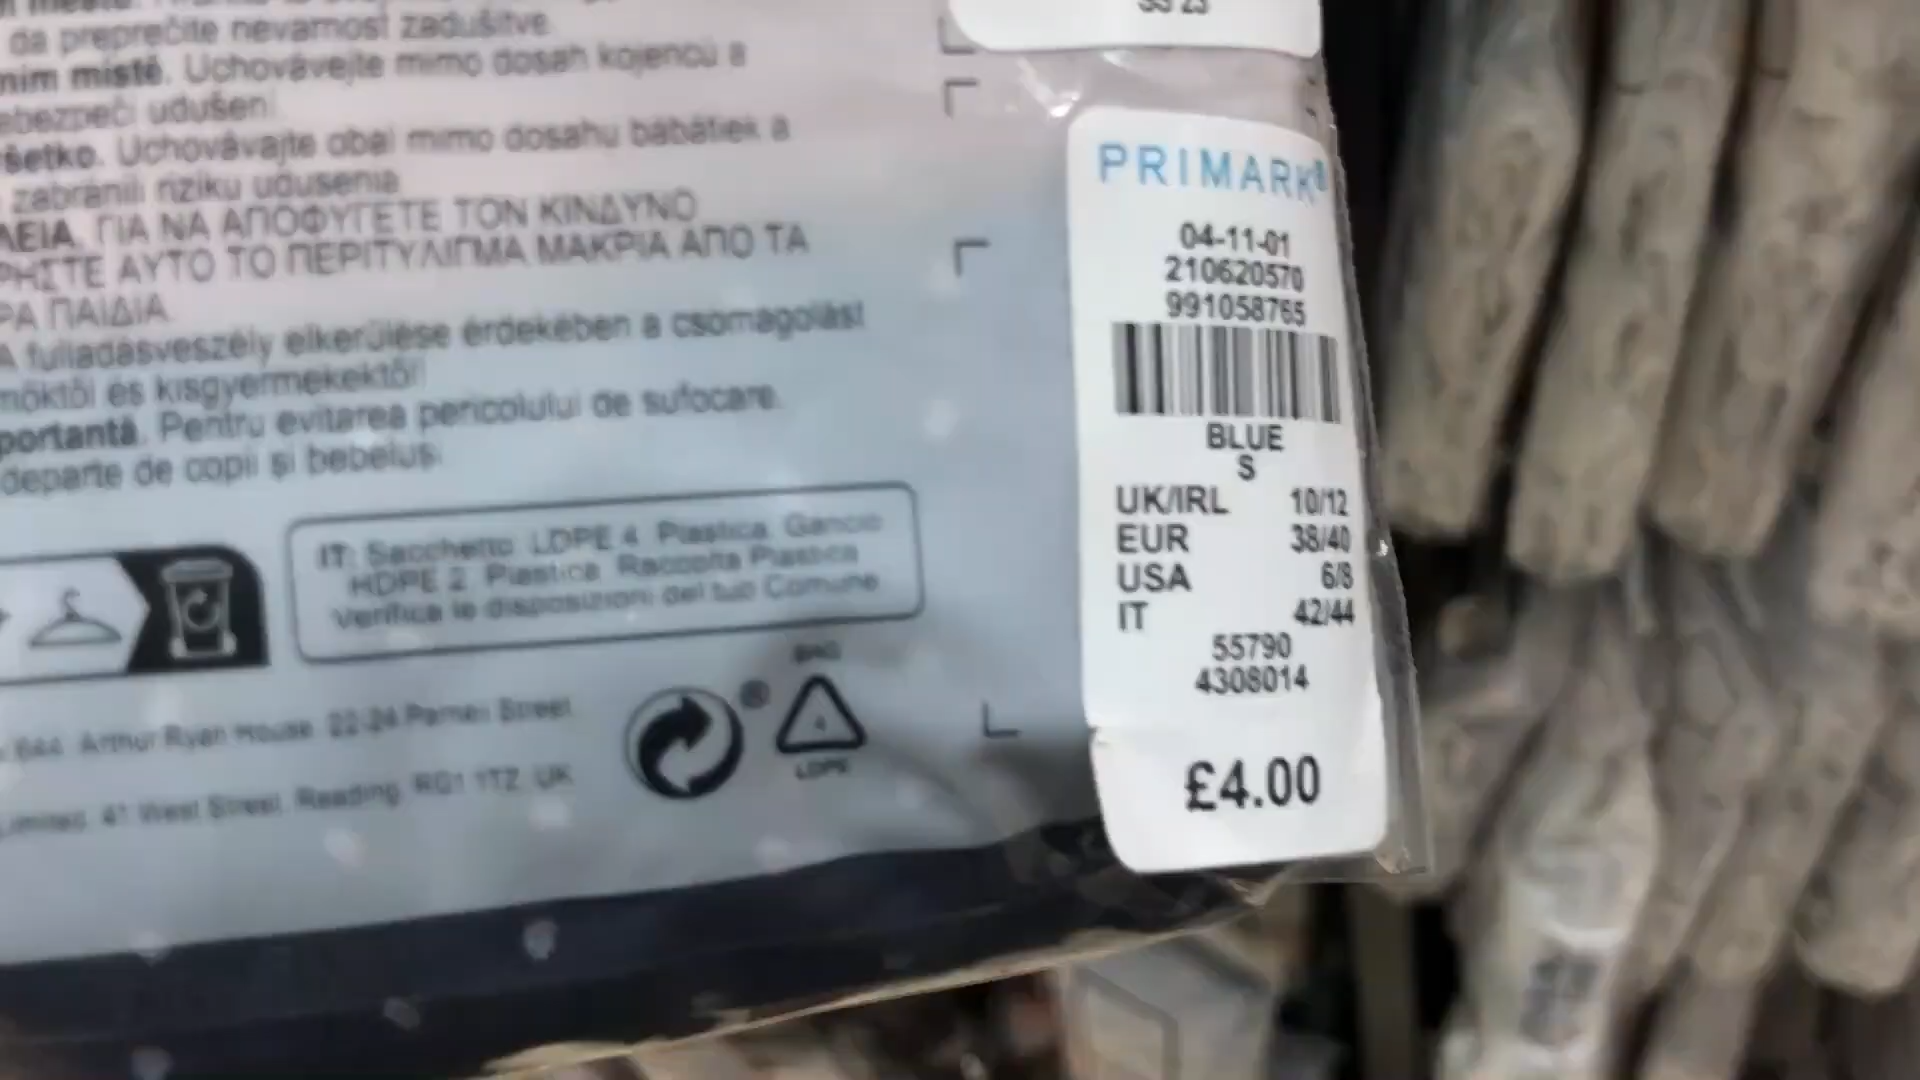 da preprečite nevarnost zadušitve.
nim místě. Uchovávejte mimo dosah kojenců a
ebezpečí udušení.
šetko. Uchovávajte obal mimo dosahu bábätiek a
zabránili riziku udusenia
ΛΕΙΑ. ΓΙΑ ΝΑ ΑΠΟΦΥΓΕΤΕ ΤΟΝ ΚΙΝΔΥΝΟ
ΡΗΣΤΕ ΑΥΤΟ ΤΟ ΠΕΡΙΤΥΛΙΓΜΑ ΜΑΚΡΙΑ ΑΠΟ ΤΑ
ΡΑ ΠΑΙΔΙΑ
A fulladásveszély elkerülése érdekében a csomagolást
möktől és kisgyermekektől!
portantă. Pentru evitarea pericolului de sufocare.
departe de copii și bebeluși
IT: Sacchetto LDPE 4 Plastica Gancio
HDPE 2 Plastica Raccolta Plastica
Verifica le disposizioni del tuo Comune
644 Arthur Ryan House 22-24 Parnell Street
Limited, 41 West Street, Reading, RG1 1TZ, UK
®
BAG
4
LDPE
SS 23
PRIMARK®
04-11-01
210620570
991058765
BLUE
S
UK/IRL 10/12
EUR 38/40
USA 6/8
IT 42/44
55790
4308014
£4.00